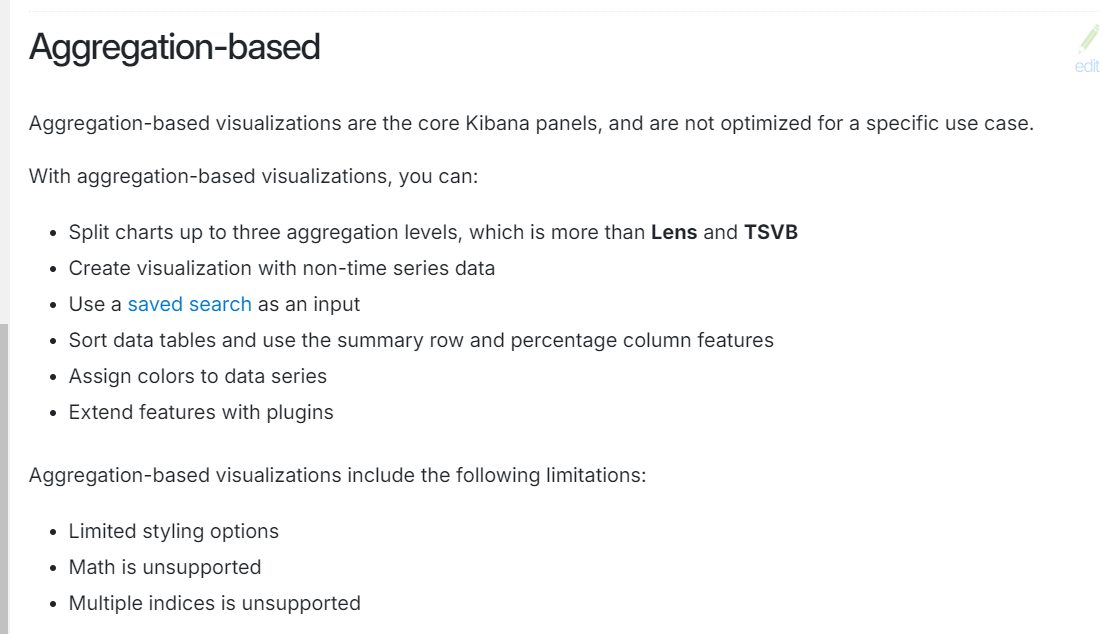 Aggregation-based
edit
Aggregation-based visualizations are the core Kibana panels, and are not optimized for a specific use case.
With aggregation-based visualizations, you can:
• Split charts up to three aggregation levels, which is more than Lens and TSVB
• Create visualization with non-time series data
• Use a saved search as an input
• Sort data tables and use the summary row and percentage column features
• Assign colors to data series
• Extend features with plugins
Aggregation-based visualizations include the following limitations:
• Limited styling options
• Math is unsupported
• Multiple indices is unsupported